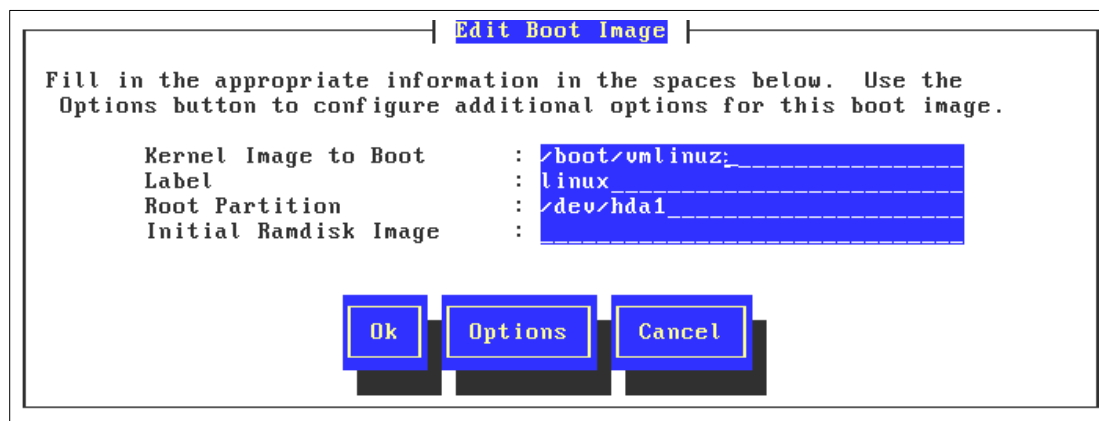 Edit Boot Image
Fill in the appropriate information in the spaces below. Use the
Options button to configure additional options for this boot image.
Kernel Image to Boot : /boot/vmlinuz
Label : linux
Root Partition : /dev/hda1
Initial Ramdisk Image :
Ok Options Cancel